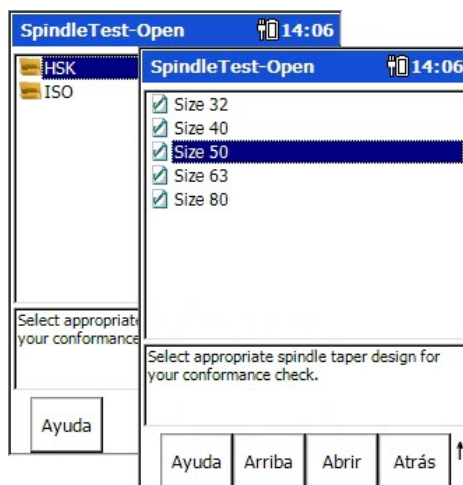 SpindleTest-Open 14:06
HSK
ISO
Select appropriate
your conformance
Ayuda
SpindleTest-Open 14:06
Size 32
Size 40
Size 50
Size 63
Size 80
Select appropriate spindle taper design for
your conformance check.
Ayuda Arriba Abrir Atrás